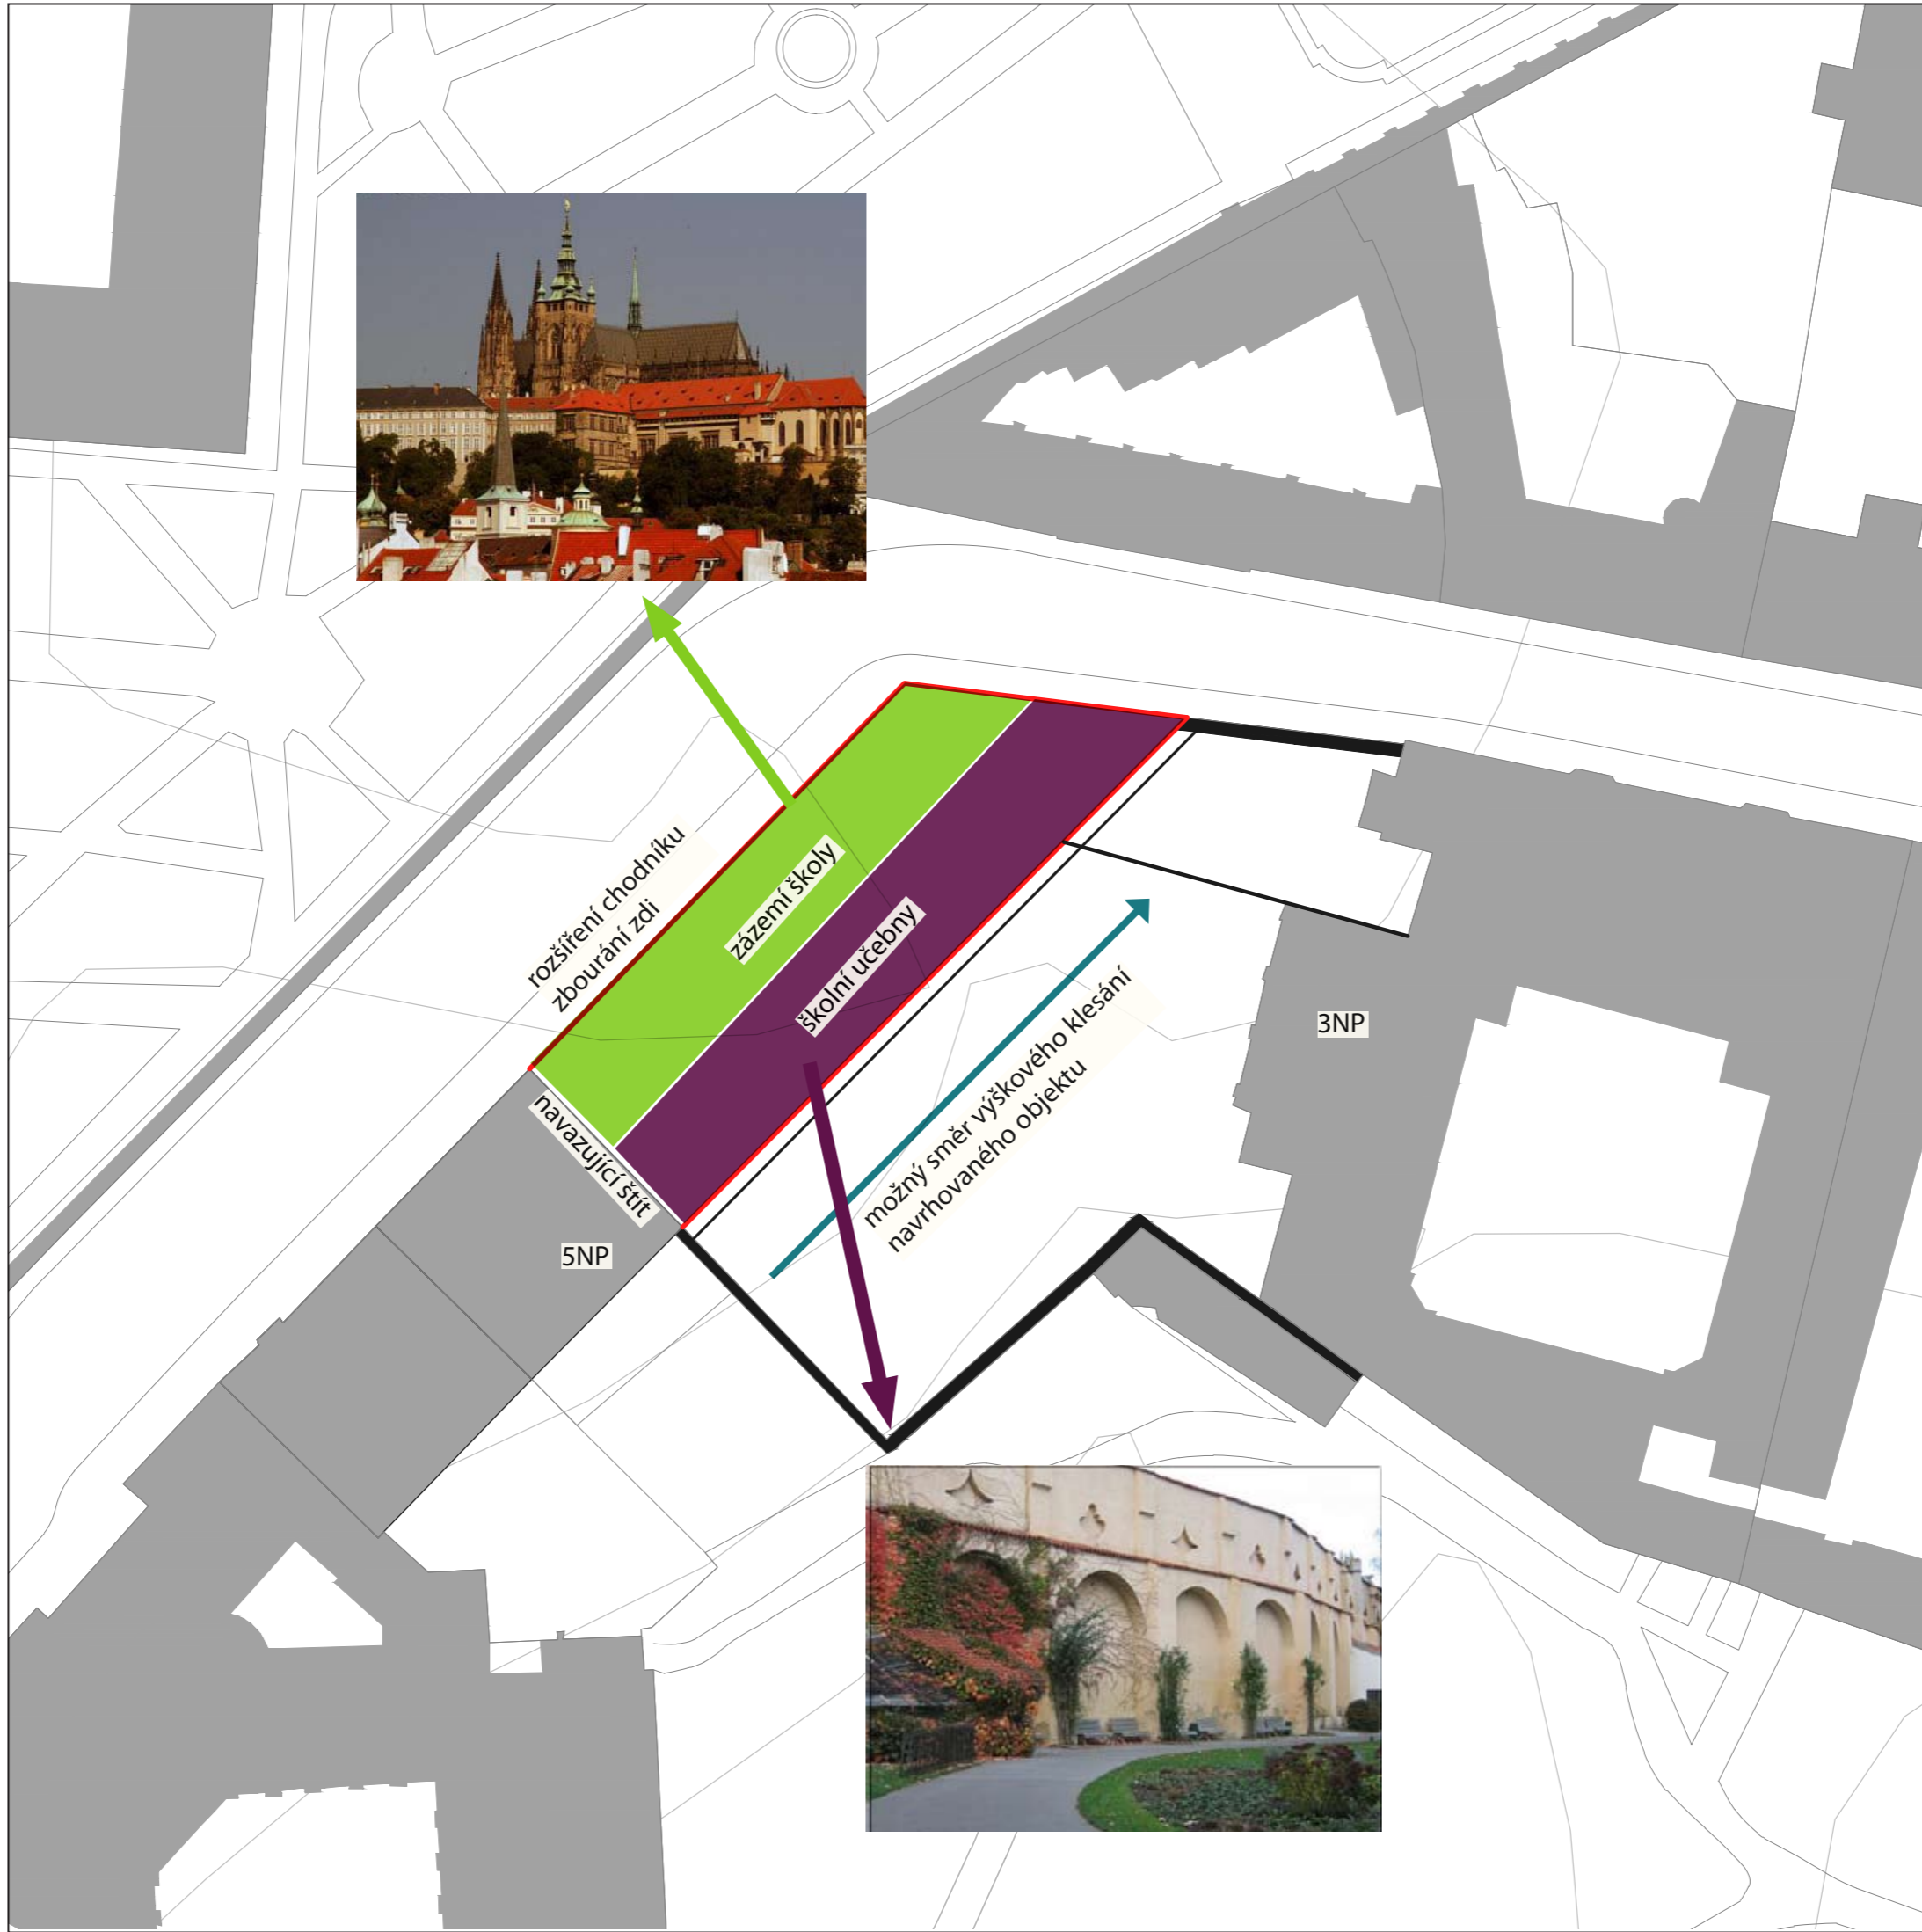 rozšíření chodníku
zbourání zdi
zázemí školy
školní učebny
možný směr výškového klesání
navrhovaného objektu
3NP
navazující štít
5NP